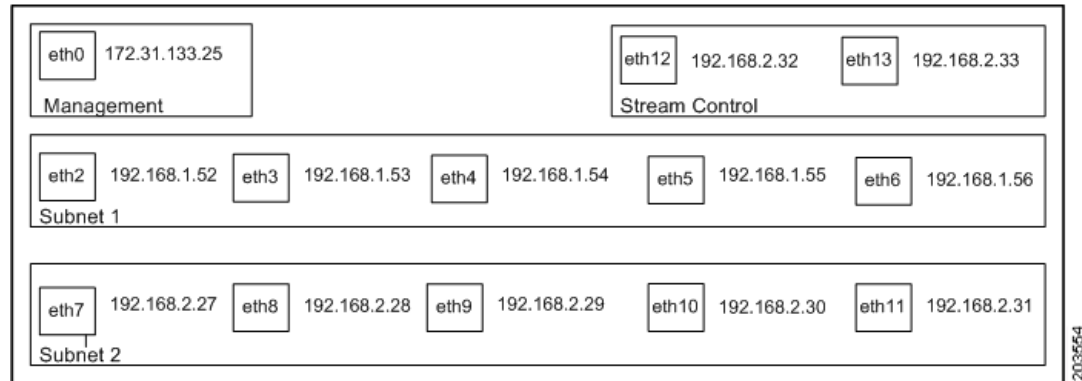 eth0 172.31.133.25
Management
eth12 192.168.2.32 eth13 192.168.2.33
Stream Control
eth2 192.168.1.52 eth3 192.168.1.53 eth4 192.168.1.54 eth5 192.168.1.55 eth6 192.168.1.56
Subnet 1
eth7 192.168.2.27 eth8 192.168.2.28 eth9 192.168.2.29 eth10 192.168.2.30 eth11 192.168.2.31
Subnet 2
203554